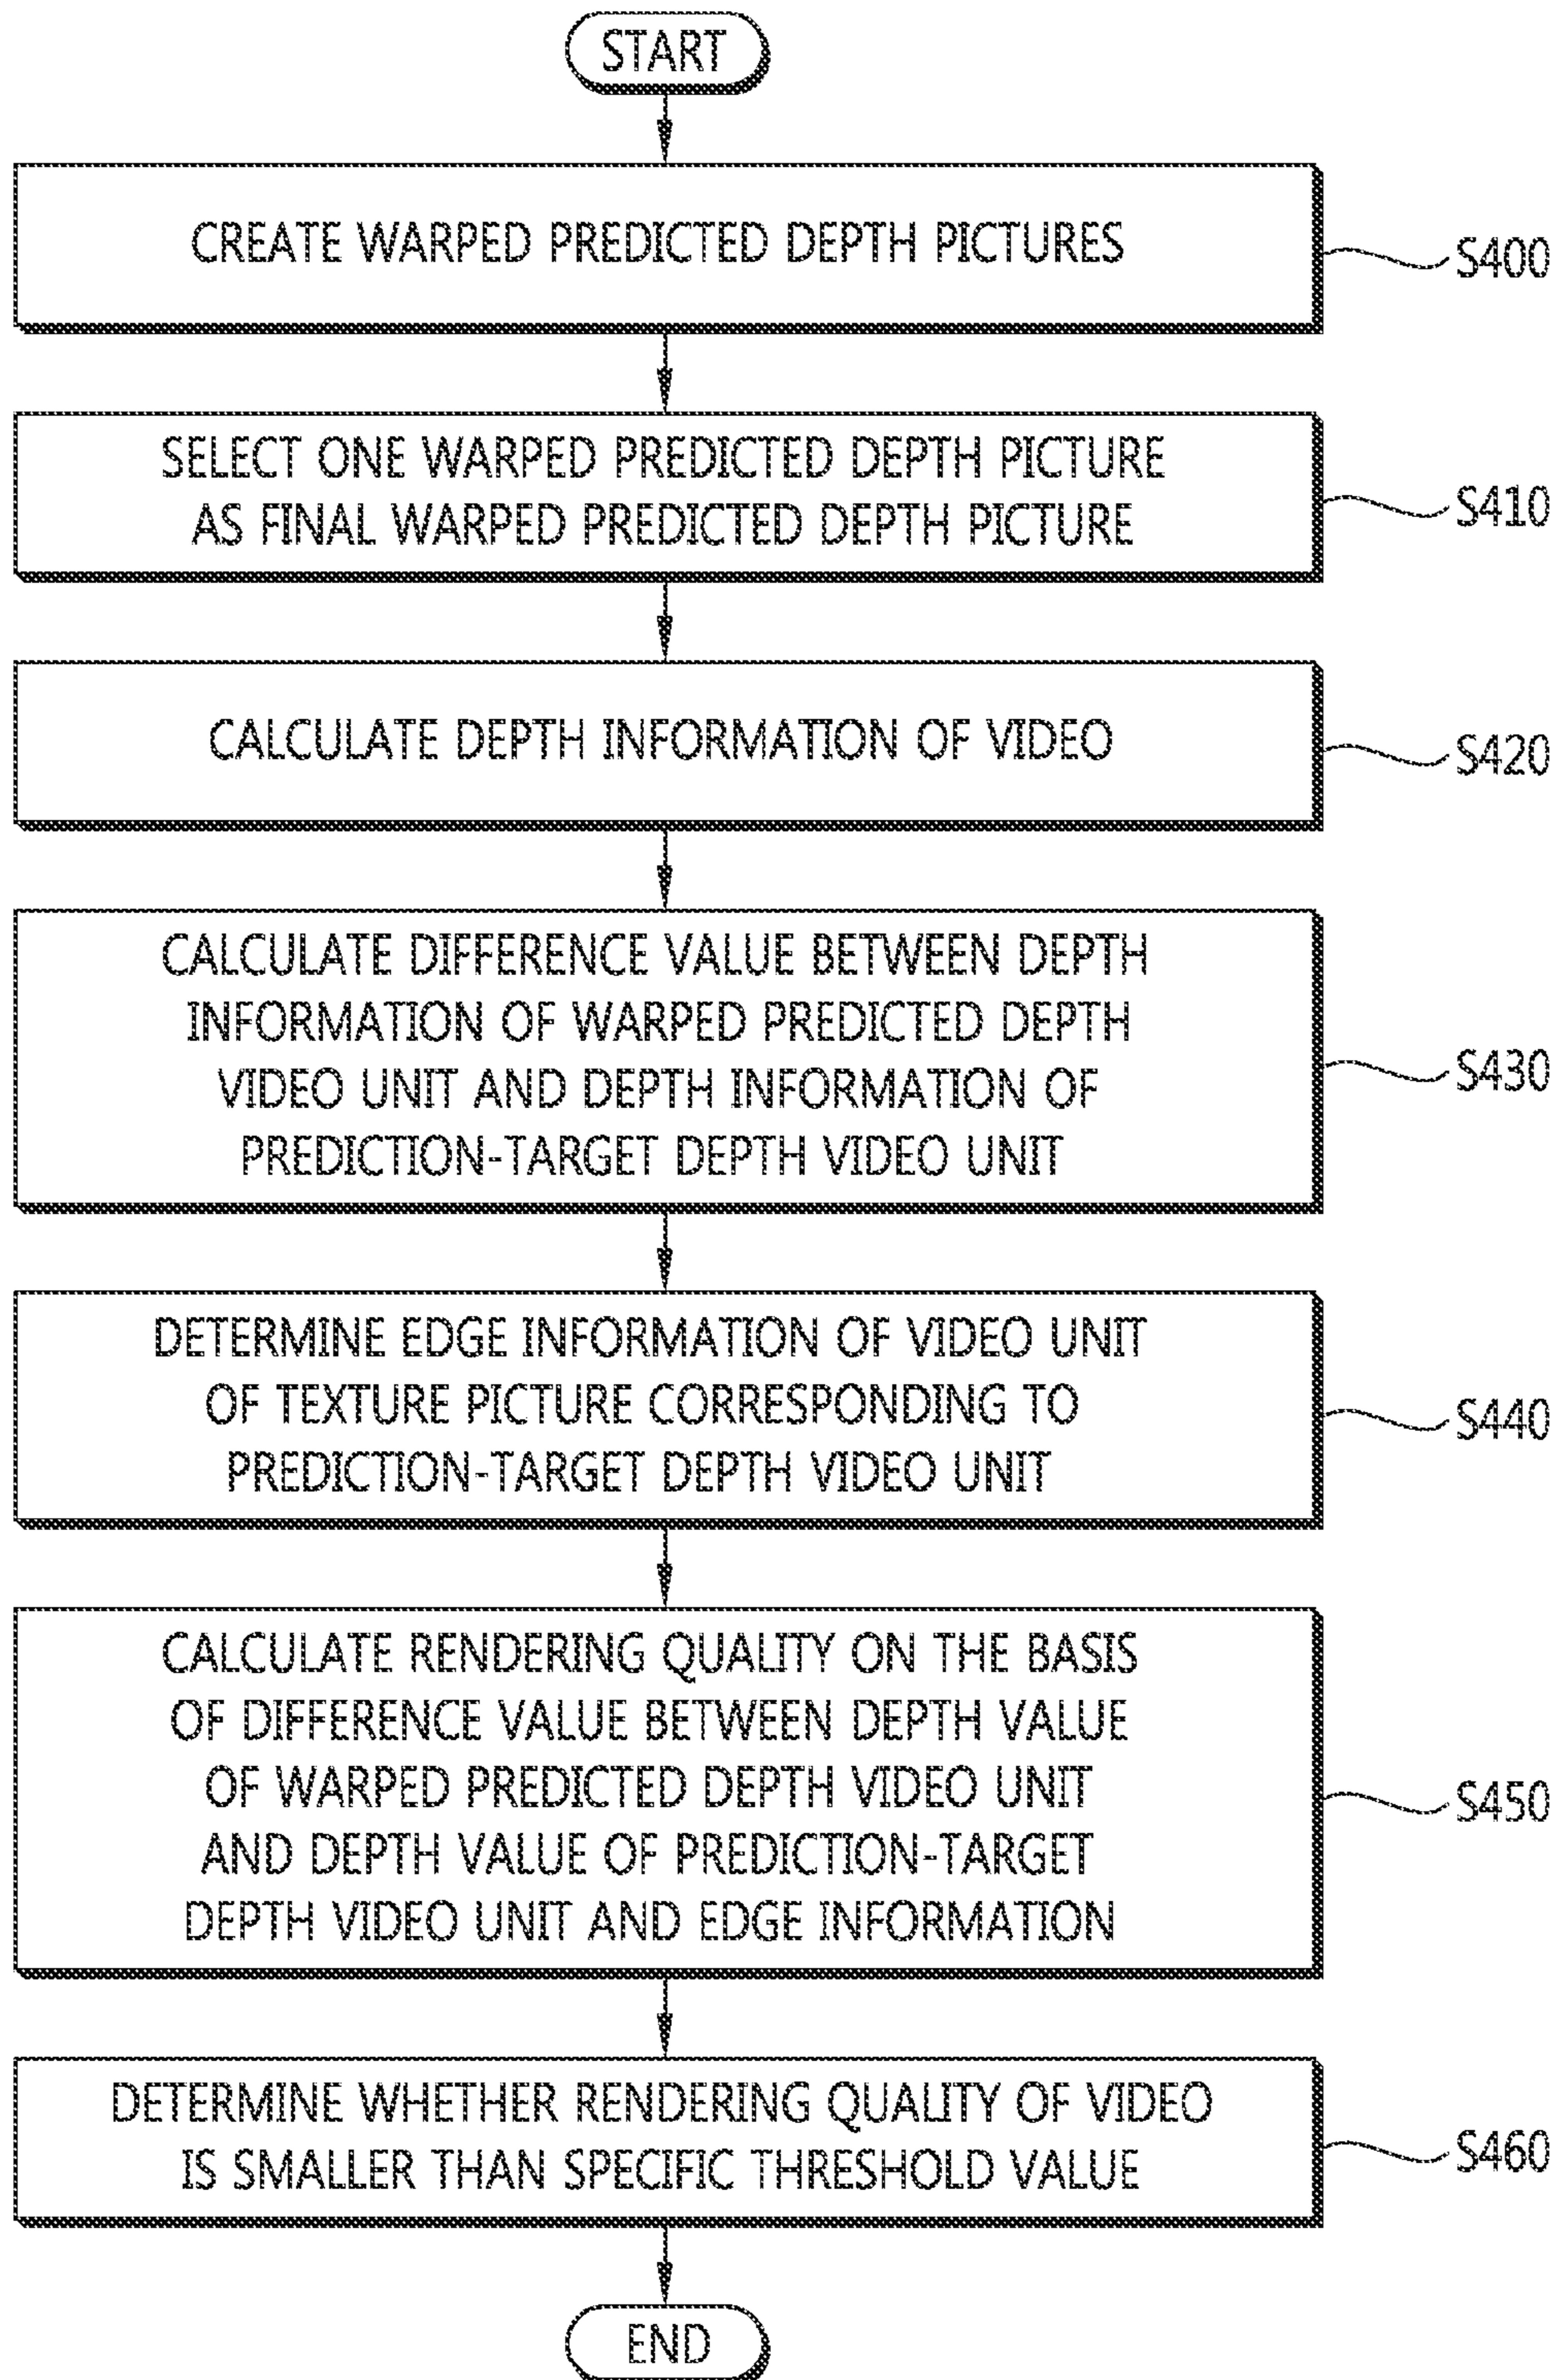 START
CREATE WARPED PREDICTED DEPTH PICTURES
S400
SELECT ONE WARPED PREDICTED DEPTH PICTURE
AS FINAL WARPED PREDICTED DEPTH PICTURE
S410
CALCULATE DEPTH INFORMATION OF VIDEO
S420
CALCULATE DIFFERENCE VALUE BETWEEN DEPTH
INFORMATION OF WARPED PREDICTED DEPTH
VIDEO UNIT AND DEPTH INFORMATION OF
PREDICTION-TARGET DEPTH VIDEO UNIT
S430
DETERMINE EDGE INFORMATION OF VIDEO UNIT
OF TEXTURE PICTURE CORRESPONDING TO
PREDICTION-TARGET DEPTH VIDEO UNIT
S440
CALCULATE RENDERING QUALITY ON THE BASIS
OF DIFFERENCE VALUE BETWEEN DEPTH VALUE
OF WARPED PREDICTED DEPTH VIDEO UNIT
AND DEPTH VALUE OF PREDICTION-TARGET
DEPTH VIDEO UNIT AND EDGE INFORMATION
S450
DETERMINE WHETHER RENDERING QUALITY OF VIDEO
IS SMALLER THAN SPECIFIC THRESHOLD VALUE
S460
END